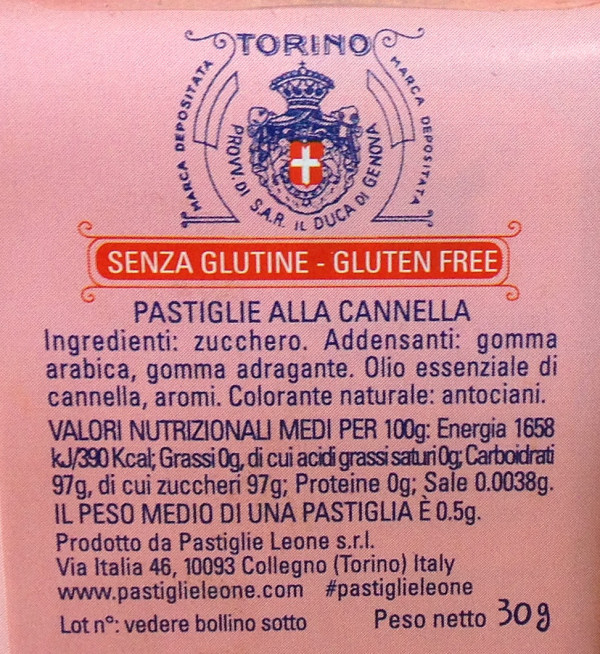 TORINO
MARCA DEPOSITATA
MARCA DEPOSITATA
PROVV. DI S.A.R. IL DUCA DI GENOVA
SENZA GLUTINE - GLUTEN FREE
PASTIGLIE ALLA CANNELLA
Ingredienti: zucchero. Addensanti: gomma
arabica, gomma adragante. Olio essenziale di
cannella, aromi. Colorante naturale: antociani.
VALORI NUTRIZIONALI MEDI PER 100g: Energia 1658
kJ/390 Kcal; Grassi 0g, di cui acidi grassi saturi 0g; Carboidrati
97g, di cui zuccheri 97g; Proteine 0g; Sale 0.0038g.
IL PESO MEDIO DI UNA PASTIGLIA È 0.5g.
Prodotto da Pastiglie Leone s.r.l.
Via Italia 46, 10093 Collegno (Torino) Italy
www.pastiglieleone.com #pastiglieleone
Lot n°: vedere bollino sotto Peso netto 30g